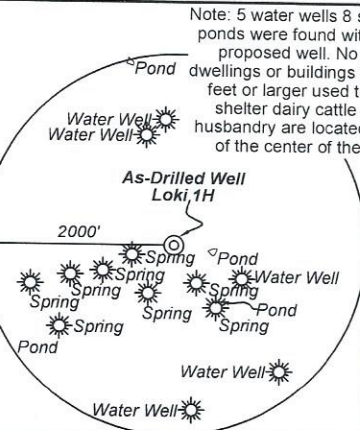 Note: 5 water wells 8 s
ponds were found wit
proposed well. No
dwellings or buildings
feet or larger used t
shelter dairy cattle
husbandry are located
of the center of the
Pond
Water Well
Water Well
As-Drilled Well
Loki 1H
2000'
Spring
Pond
Spring
Water Well
Spring
Spring
Spring
Spring
Pond
Spring
Spring
Pond
Water Well
Water Well